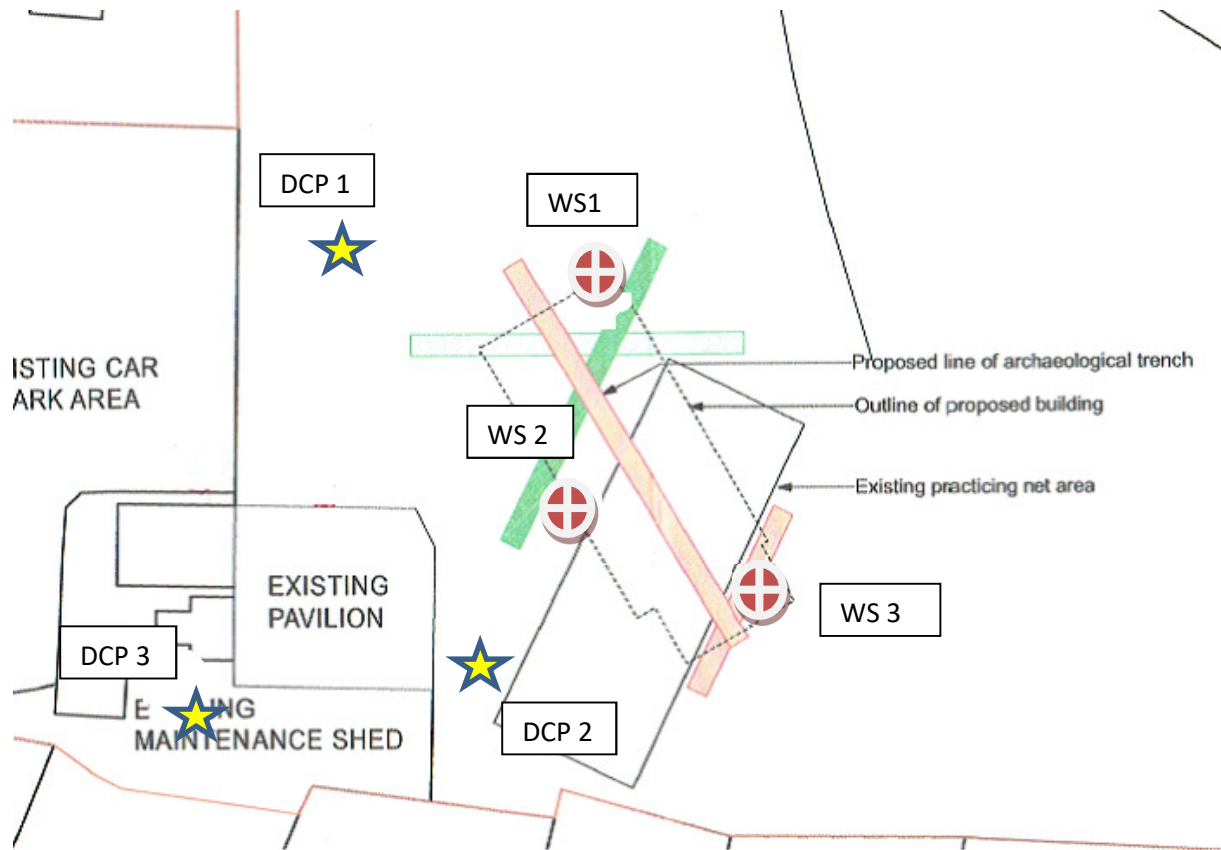 DCP 1
WS1
ISTING CAR
ARK AREA
Proposed line of archaeological trench
Outline of proposed building
WS 2
Existing practicing net area
EXISTING
PAVILION
WS 3
DCP 3
DCP 2
E NG
MAINTENANCE SHED